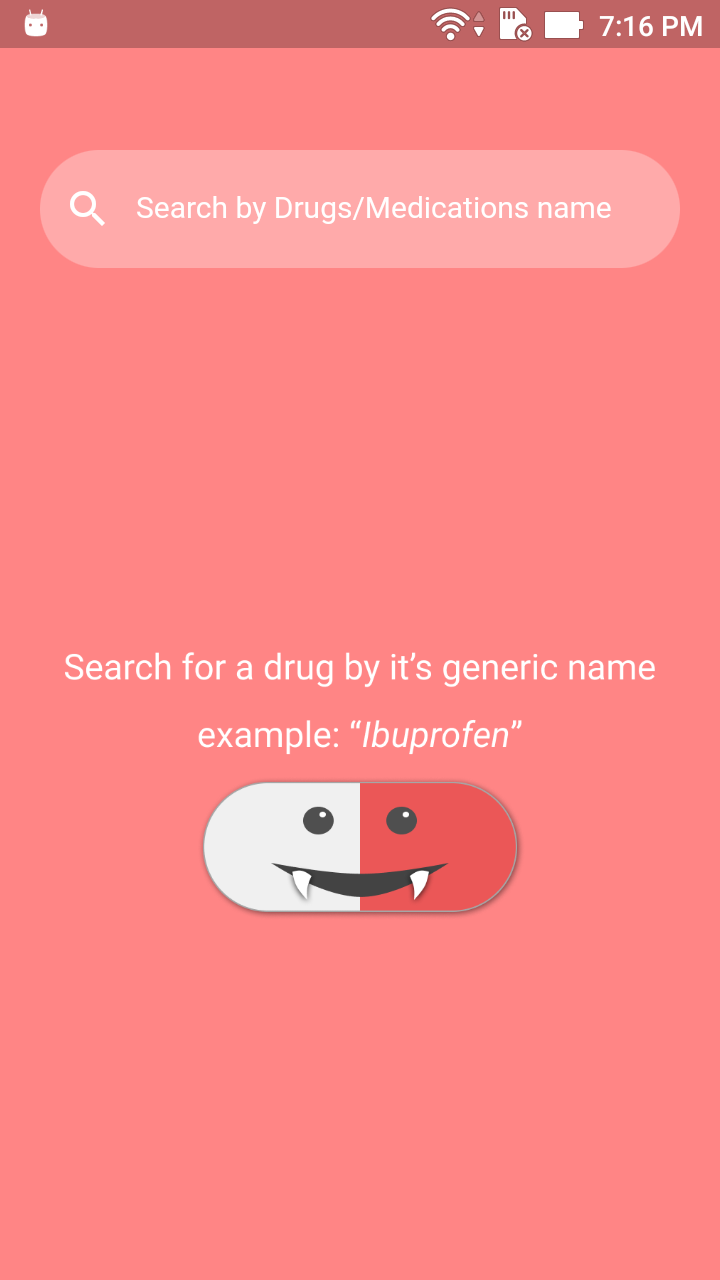 7:16 PM
Search by Drugs/Medications name
Search for a drug by it’s generic name
example: “Ibuprofen”